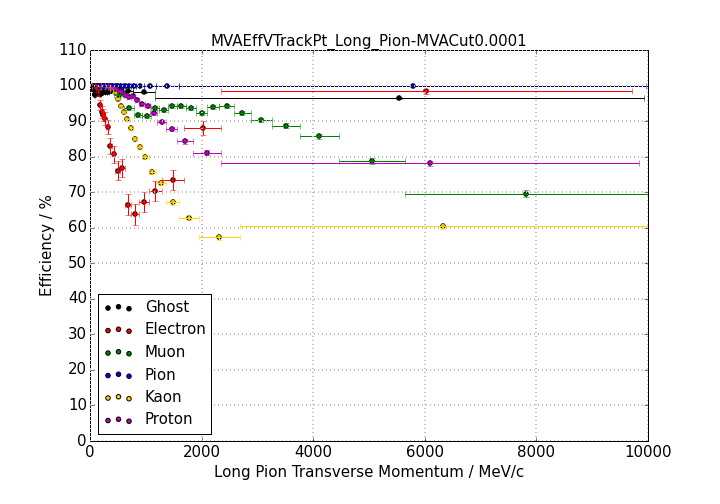 MVAEffVTrackPt_Long_Pion-MVACut0.0001
110
100
90
80
70
60
50
40
30
20
10
0
Efficiency / %
Ghost
Electron
Muon
Pion
Kaon
Proton
0 2000 4000 6000 8000 10000
Long Pion Transverse Momentum / MeV/c